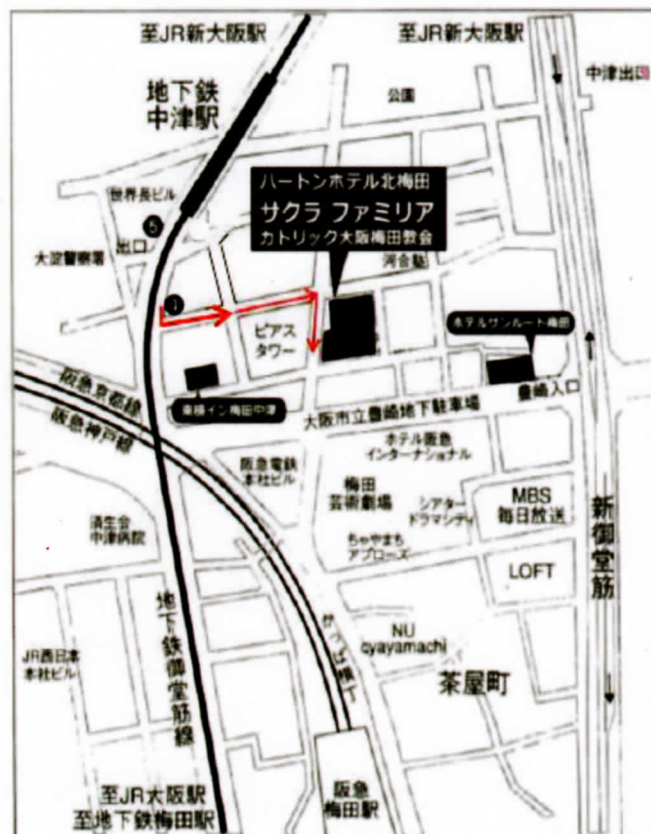 至JR新大阪駅
至JR新大阪駅
中津出口
地下鉄
中津駅
公園
世界長ビル
ハートンホテル北梅田
サクラ ファミリア
カトリック大阪梅田教会
5
出口
大淀警察署
河合塾
1
ピアス
タワー
ホテルサンルート梅田
豊崎入口
東横イン梅田中津
大阪市立豊崎地下駐車場
阪急京都線
阪急神戸線
ホテル阪急
インターナショナル
阪急電鉄
本社ビル
梅田
芸術劇場
シアター
ドラマシティ
MBS
毎日放送
新御堂筋
済生会
中津病院
ちゃやまち
アプローズ
LOFT
地下鉄御堂筋線
NU
cyayamachi
JR西日本
本社ビル
茶屋町
至JR大阪駅
至地下鉄梅田駅
阪急
梅田駅